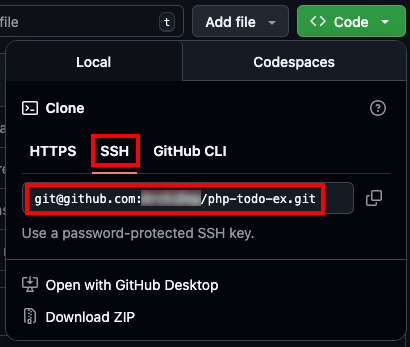 file
t
Add file
Code
Local
Codespaces
Clone
HTTPS
SSH
GitHub CLI
git@github.com: /php-todo-ex.git
Use a password-protected SSH key.
Open with GitHub Desktop
Download ZIP